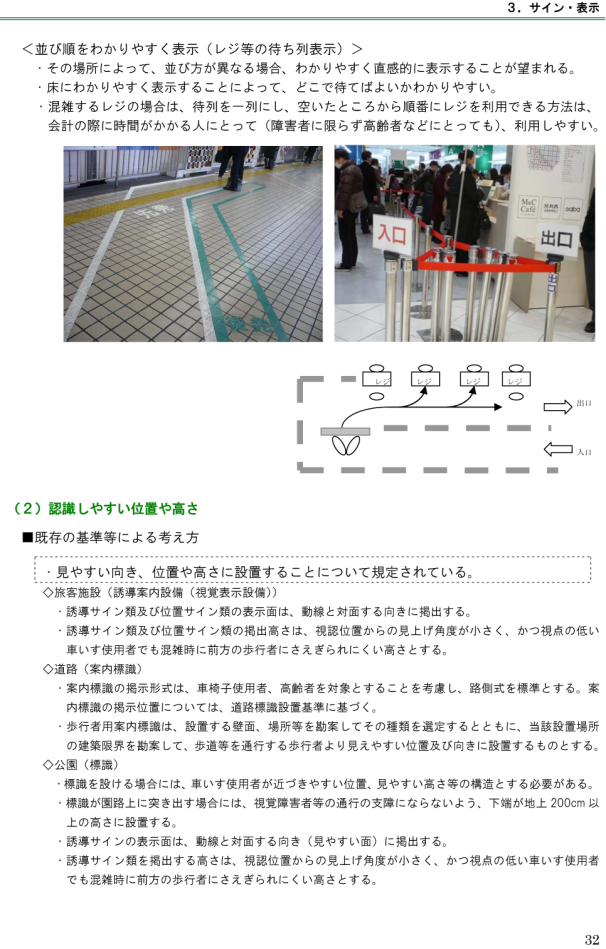 ３．サイン・表示
＜並び順をわかりやすく表示（レジ等の待ち列表示）＞
・その場所によって、並び方が異なる場合、わかりやすく直感的に表示することが望まれる。
・床にわかりやすく表示することによって、どこで待てばよいかわかりやすい。
・混雑するレジの場合は、待列を一列にし、空いたところから順番にレジを利用できる方法は、
会計の際に時間がかかる人にとって（障害者に限らず高齢者などにとっても）、利用しやすい。
M&C
Café
saba
入口
出口
レジ レジ レジ レジ
出口
入口
（２）認識しやすい位置や高さ
■既存の基準等による考え方
・見やすい向き、位置や高さに設置することについて規定されている。
◇旅客施設（誘導案内設備（視覚表示設備））
・誘導サイン類及び位置サイン類の表示面は、動線と対面する向きに掲出する。
・誘導サイン類及び位置サイン類の掲出高さは、視認位置からの見上げ角度が小さく、かつ視点の低い
車いす使用者でも混雑時に前方の歩行者にさえぎられにくい高さとする。
◇道路（案内標識）
・案内標識の掲示形式は、車椅子使用者、高齢者を対象とすることを考慮し、路側式を標準とする。案
内標識の掲示位置については、道路標識設置基準に基づく。
・歩行者用案内標識は、設置する壁面、場所等を勘案してその種類を選定するとともに、当該設置場所
の建築限界を勘案して、歩道等を通行する歩行者より見えやすい位置及び向きに設置するものとする。
◇公園（標識）
・標識を設ける場合には、車いす使用者が近づきやすい位置、見やすい高さ等の構造とする必要がある。
・標識が園路上に突き出す場合には、視覚障害者等の通行の支障にならないよう、下端が地上 200cm 以
上の高さに設置する。
・誘導サインの表示面は、動線と対面する向き（見やすい面）に掲出する。
・誘導サイン類を掲出する高さは、視認位置からの見上げ角度が小さく、かつ視点の低い車いす使用者
でも混雑時に前方の歩行者にさえぎられにくい高さとする。
32